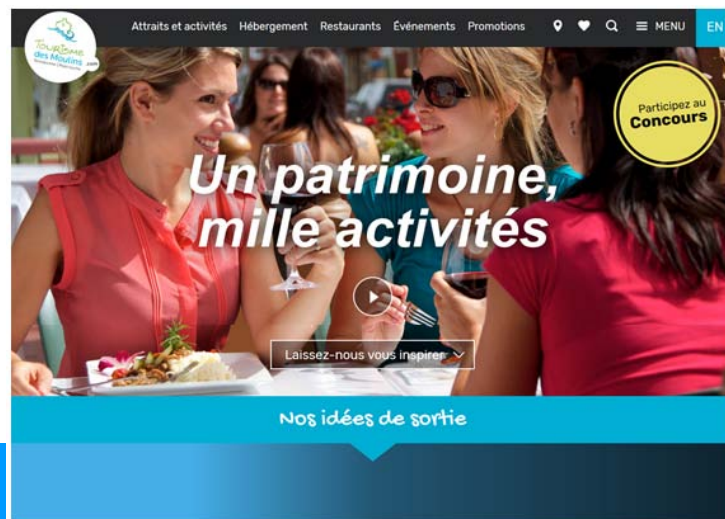 Attraits et activités Hébergement Restaurants Événements Promotions MENU EN
TOURISME
des Moulins .com
Participez au
Concours
Un patrimoine,
mille activités
Laissez-nous vous inspirer
Nos idées de sortie